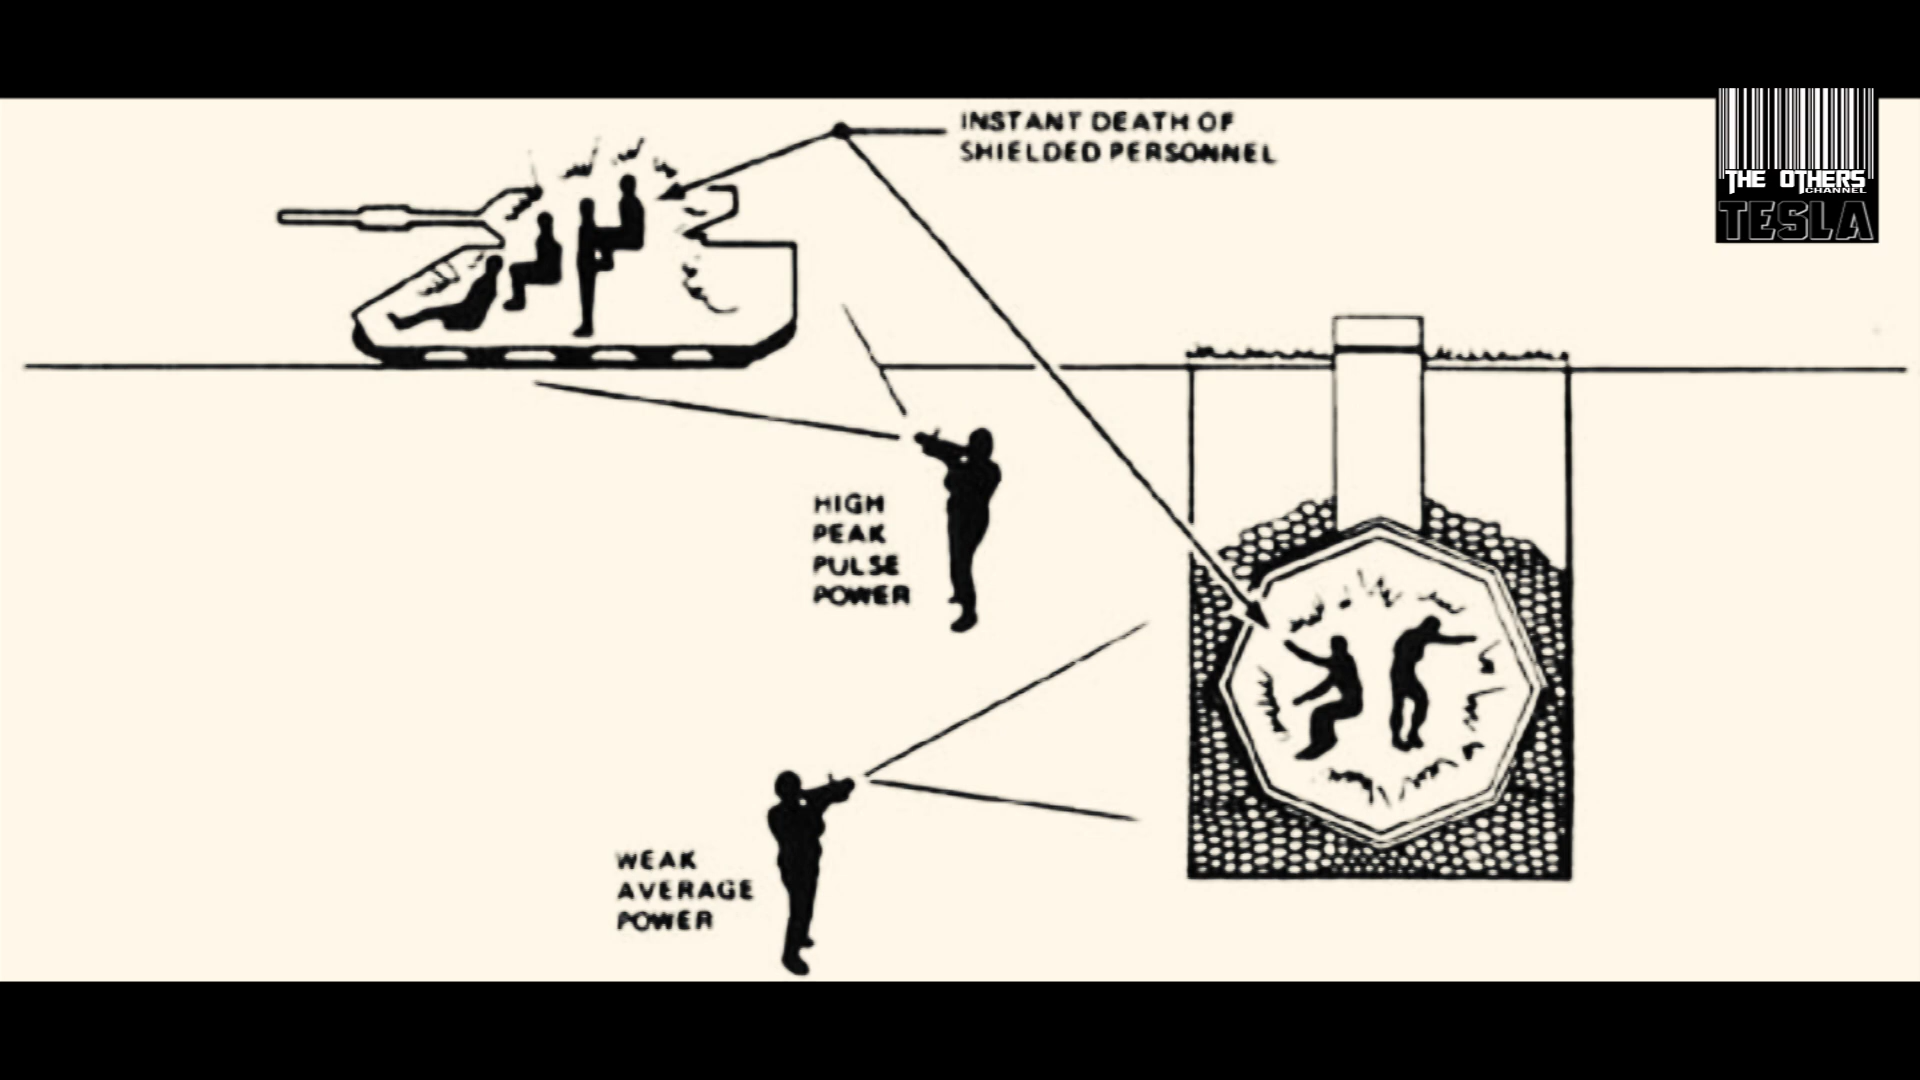 INSTANT DEATH OF
SHIELDED PERSONNEL
THE OTHERS
CHANNEL
TESLA
HIGH
PEAK
PULSE
POWER
WEAK
AVERAGE
POWER